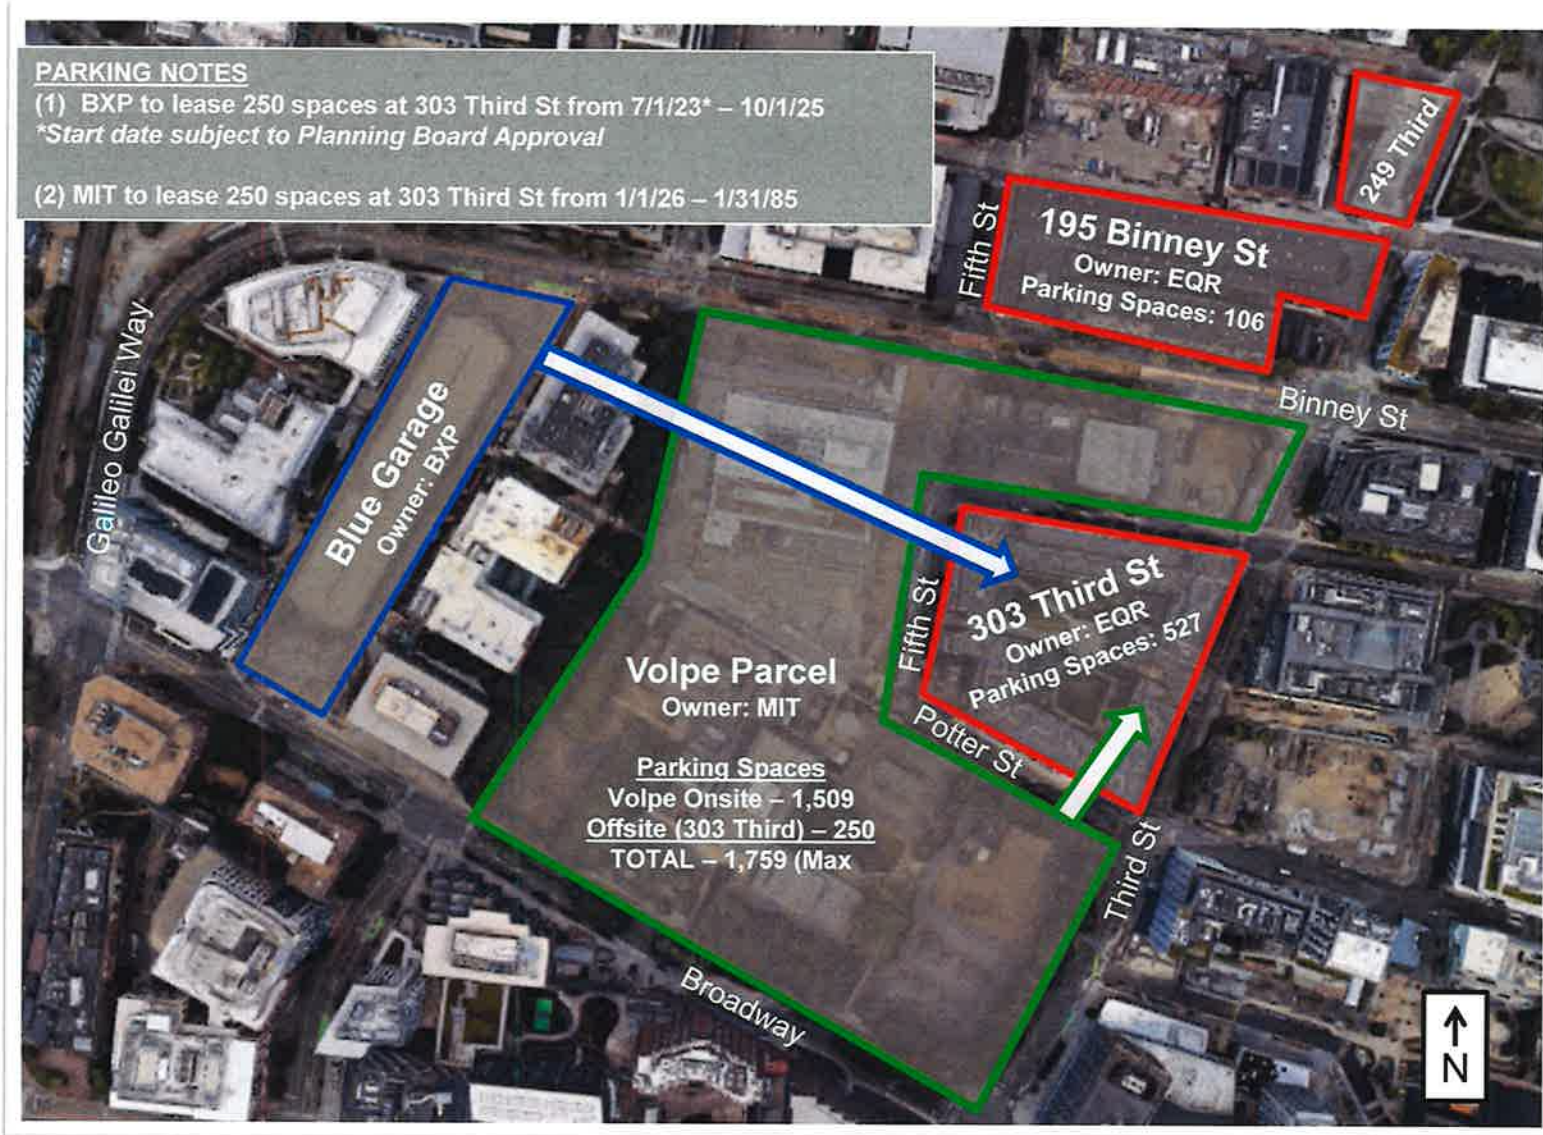 PARKING NOTES
(1) BXP to lease 250 spaces at 303 Third St from 7/1/23* – 10/1/25
*Start date subject to Planning Board Approval
(2) MIT to lease 250 spaces at 303 Third St from 1/1/26 – 1/31/85
249 Third
Fifth St
195 Binney St
Owner: EQR
Parking Spaces: 106
Binney St
Galileo Galilei Way
Blue Garage
Owner: BXP
Fifth St
303 Third St
Owner: EQR
Parking Spaces: 527
Volpe Parcel
Owner: MIT
Potter St
Parking Spaces
Volpe Onsite – 1,509
Offsite (303 Third) – 250
TOTAL – 1,759 (Max
Third St
Broadway
N